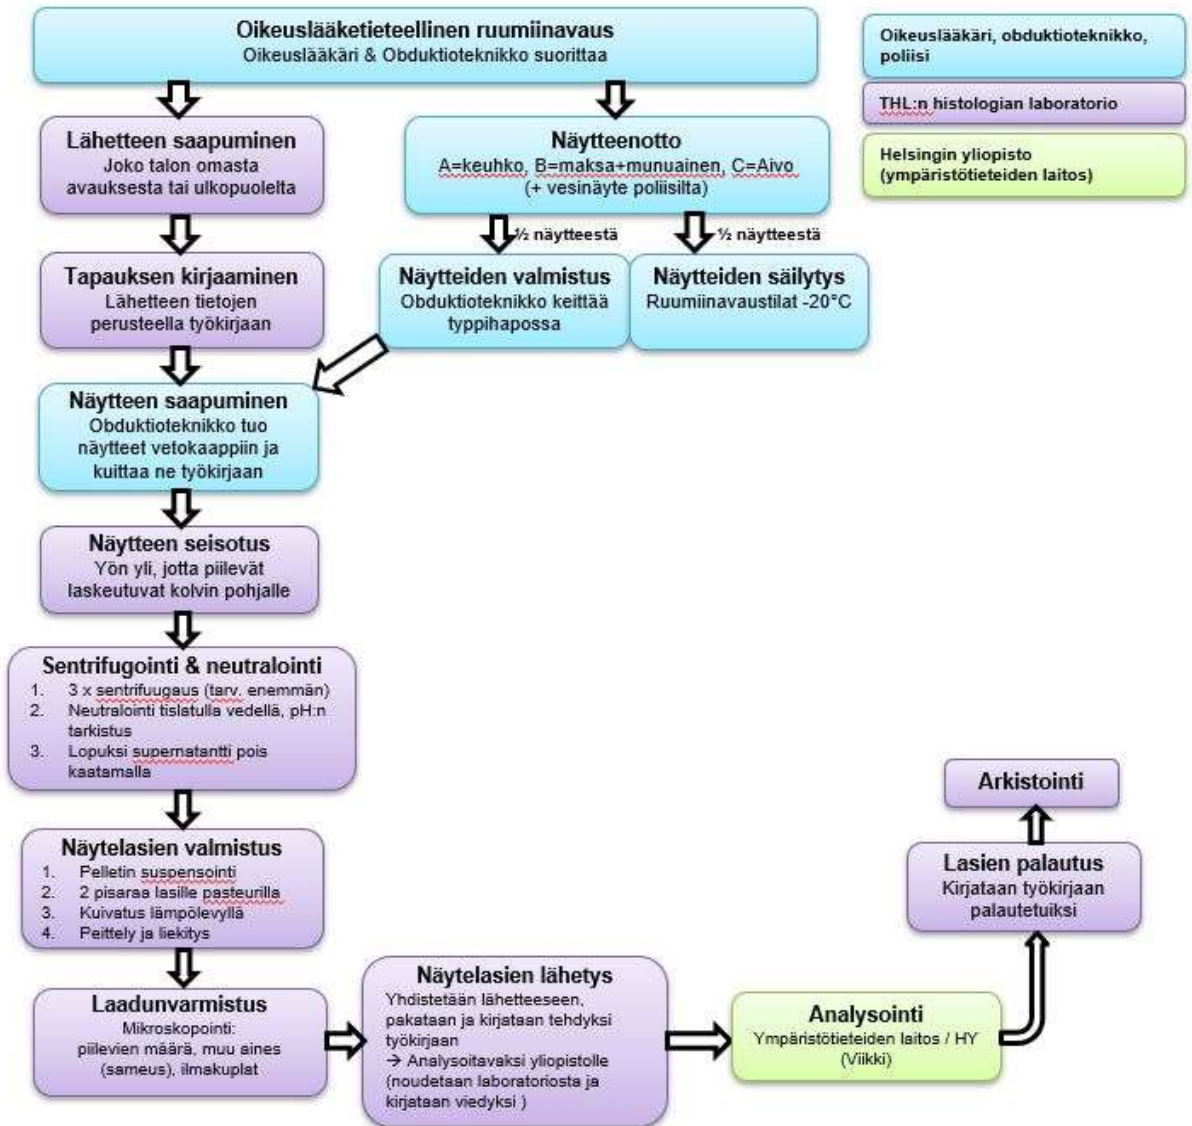 Oikeuslääketieteellinen ruumiinavaus
Oikeuslääkäri & Obduktioteknikko suorittaa
Oikeuslääkäri, obduktioteknikko,
poliisi
THL:n histologian laboratorio
Helsingin yliopisto
(ympäristötieteiden laitos)
Lähetteen saapuminen
Joko talon omasta
avauksesta tai ulkopuolelta
Näytteenotto
A=keuhko, B=maksa+munuainen, C=Aivo
(+ vesinäyte poliisilta)
½ näytteestä
½ näytteestä
Tapauksen kirjaaminen
Lähetteen tietojen
perusteella työkirjaan
Näytteiden valmistus
Obduktioteknikko keittää
typpihapossa
Näytteiden säilytys
Ruumiinavaustilat -20°C
Näytteen saapuminen
Obduktioteknikko tuo
näytteet vetokaappiin ja
kuittaa ne työkirjaan
Näytteen seisotus
Yön yli, jotta piilevät
laskeutuvat kolvin pohjalle
Sentrifugointi & neutralointi
1. 3 x sentrifuugaus (tarv. enemmän)
2. Neutralointi tislatulla vedellä, pH:n
tarkistus
3. Lopuksi supernatantti pois
kaatamalla
Näytelasien valmistus
1. Pelletin suspensointi
2. 2 pisaraa lasille pasteurilla
3. Kuivatus lämpölevyllä
4. Peittely ja liekitys
Laadunvarmistus
Mikroskopointi:
piilevien määrä, muu aines
(sameus), ilmakuplat
Näytelasien lähetys
Yhdistetään lähetteeseen,
pakataan ja kirjataan tehdyksi
työkirjaan
→ Analysoitavaksi yliopistolle
(noudetaan laboratoriosta ja
kirjataan viedyksi )
Analysointi
Ympäristötieteiden laitos / HY
(Viikki)
Lasien palautus
Kirjataan työkirjaan
palautetuiksi
Arkistointi